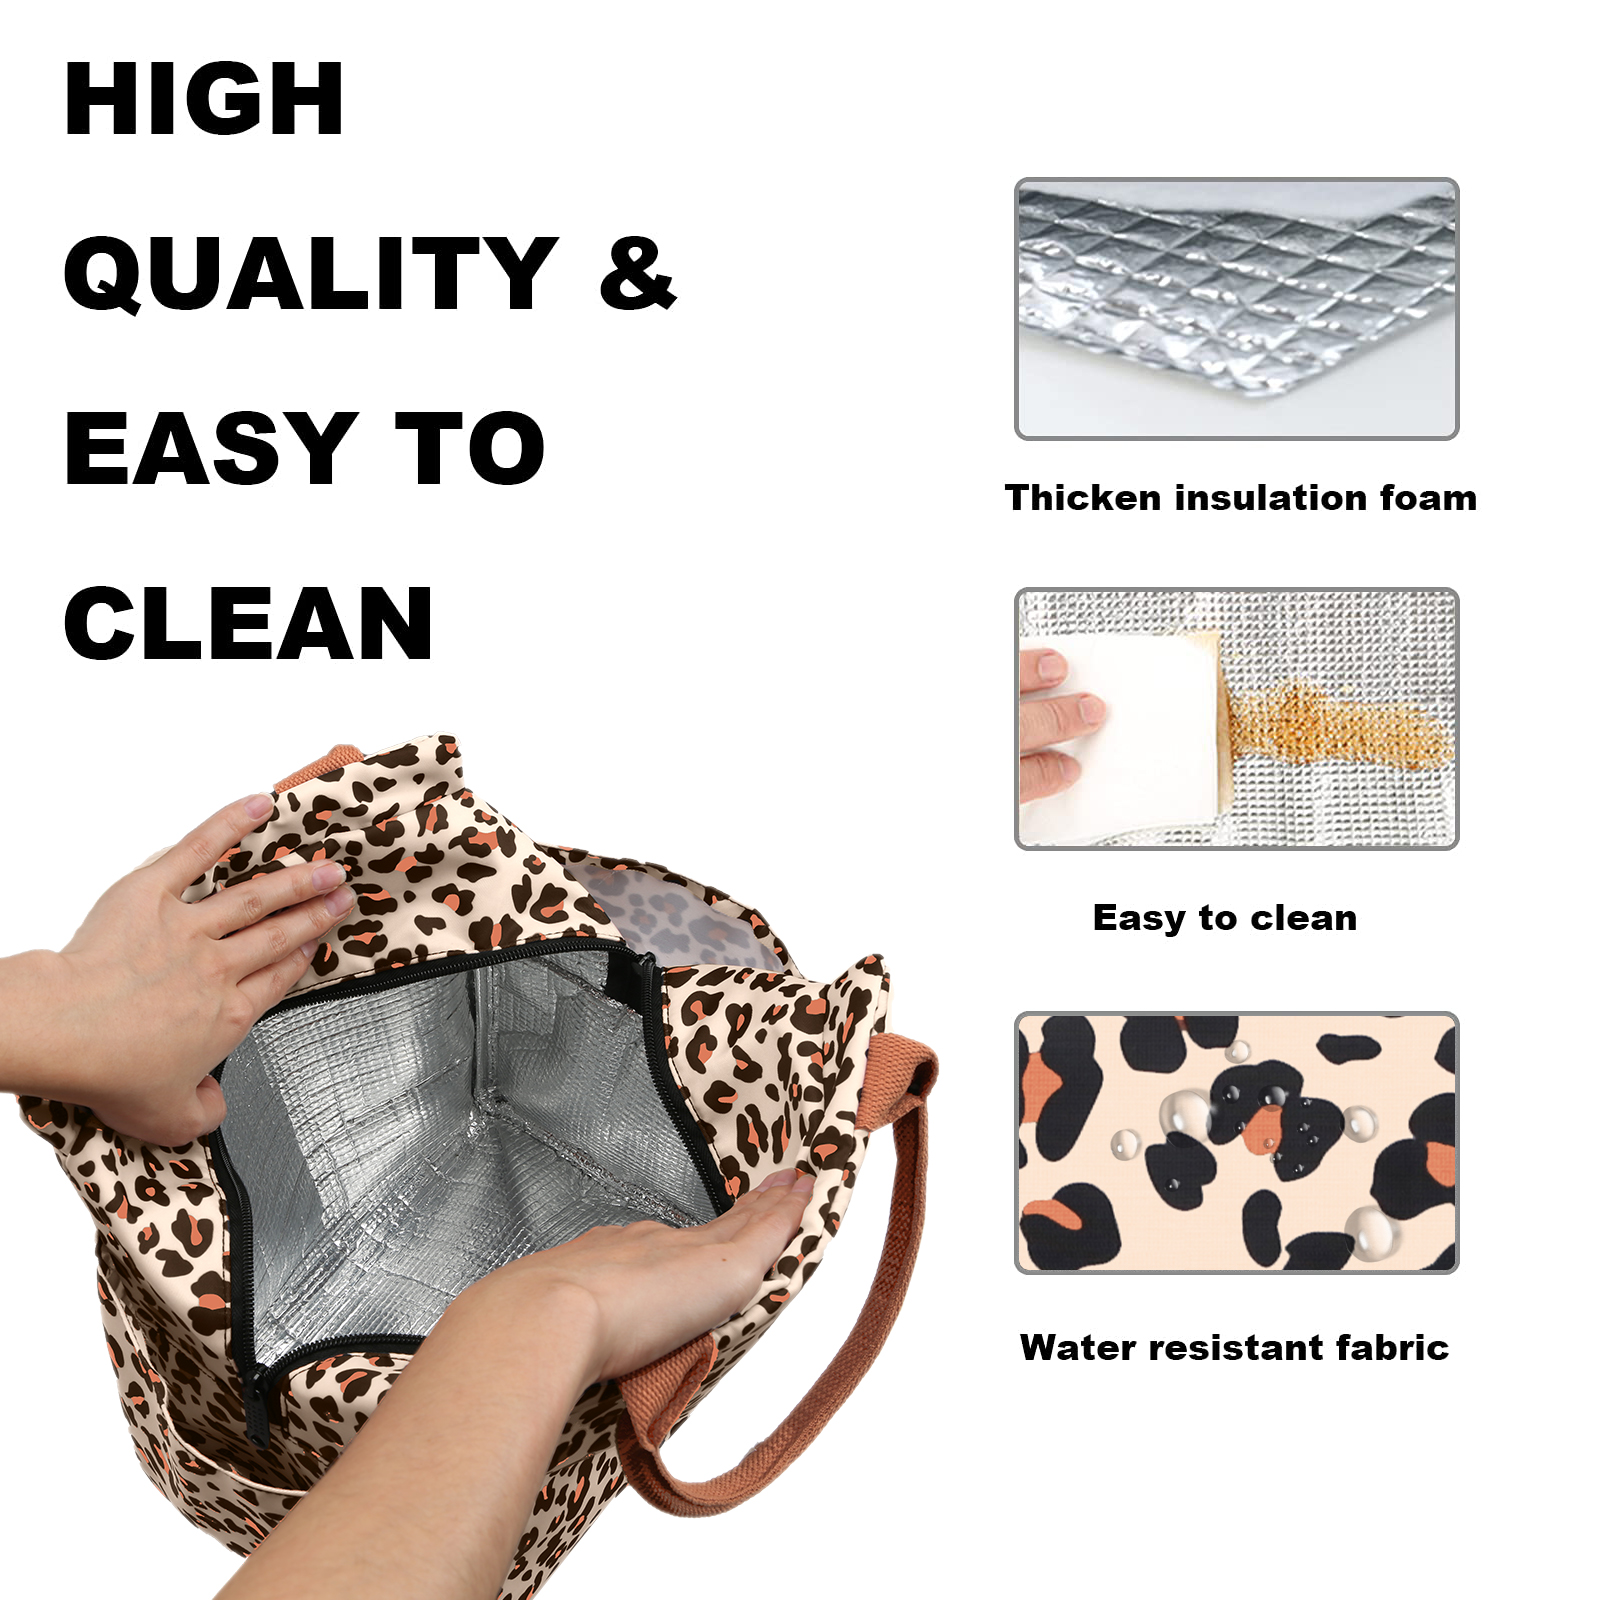 HIGH
QUALITY &
EASY TO
CLEAN
Thicken insulation foam
Easy to clean
Water resistant fabric